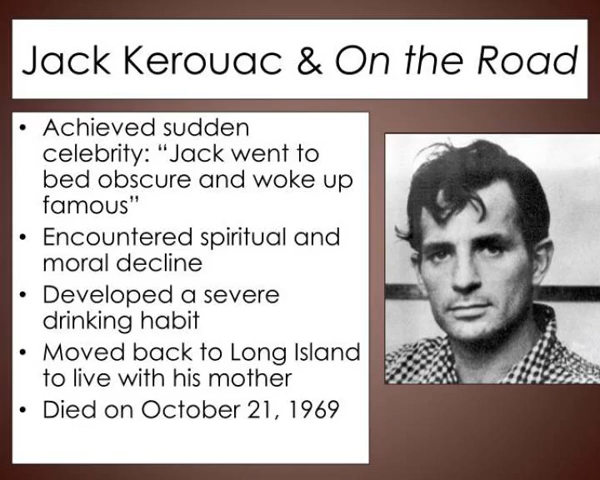 Jack Kerouac & On the Road
• Achieved sudden
celebrity: “Jack went to
bed obscure and woke up
famous”
• Encountered spiritual and
moral decline
• Developed a severe
drinking habit
• Moved back to Long Island
to live with his mother
• Died on October 21, 1969